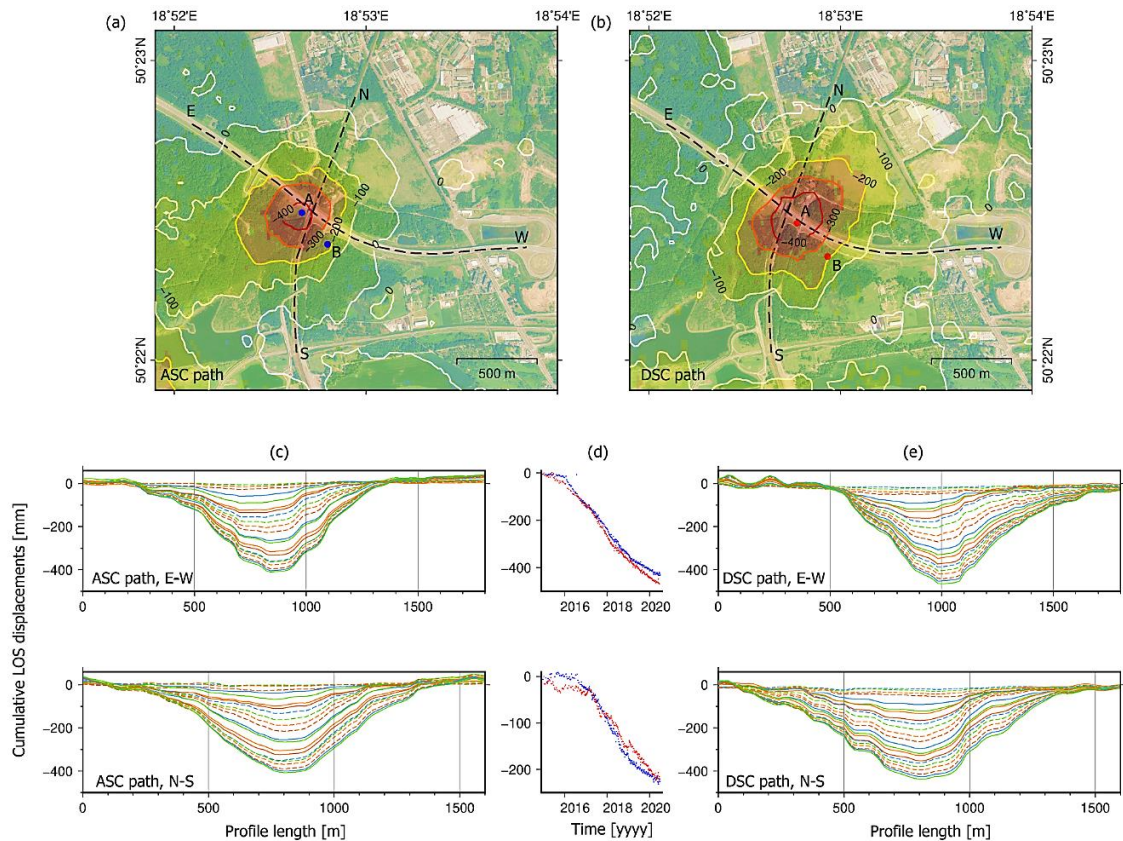 (a)
18°52'E
18°53'E
18°54'E
(b)
18°52'E
18°53'E
18°54'E
50°23'N
50°22'N
E
N
0
A
-400
-300
-200
-100
B
W
0
-100
0
S
0
500 m
ASC path
E
N
0
-200
-100
-200
0
A
-300
-400
B
W
-100
0
0
S
0
500 m
DSC path
50°23'N
50°22'N
(c)
(d)
(e)
Cumulative LOS displacements [mm]
0
-200
-400
ASC path, E-W
0
500
1000
1500
0
-200
-400
2016
2018
2020
0
-200
-400
DSC path, E-W
0
500
1000
1500
0
-200
-400
ASC path, N-S
0
500
1000
1500
Profile length [m]
0
-100
-200
2016
2018
2020
Time [yyyy]
0
-200
-400
DSC path, N-S
0
500
1000
1500
Profile length [m]